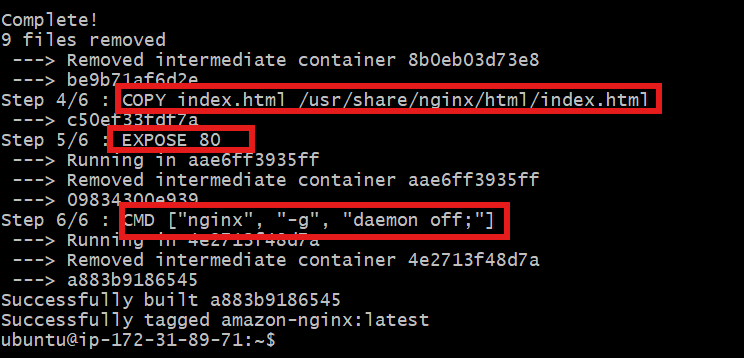 Complete!
9 files removed
 ---> Removed intermediate container 8b0eb03d73e8
 ---> be9b71af6d2e
Step 4/6 : COPY index.html /usr/share/nginx/html/index.html
 ---> c50ef33fdf7a
Step 5/6 : EXPOSE 80
 ---> Running in aae6ff3935ff
 ---> Removed intermediate container aae6ff3935ff
 ---> 09834300e939
Step 6/6 : CMD ["nginx", "-g", "daemon off;"]
 ---> Running in 4e2713f48d7a
 ---> Removed intermediate container 4e2713f48d7a
 ---> a883b9186545
Successfully built a883b9186545
Successfully tagged amazon-nginx:latest
ubuntu@ip-172-31-89-71:~$